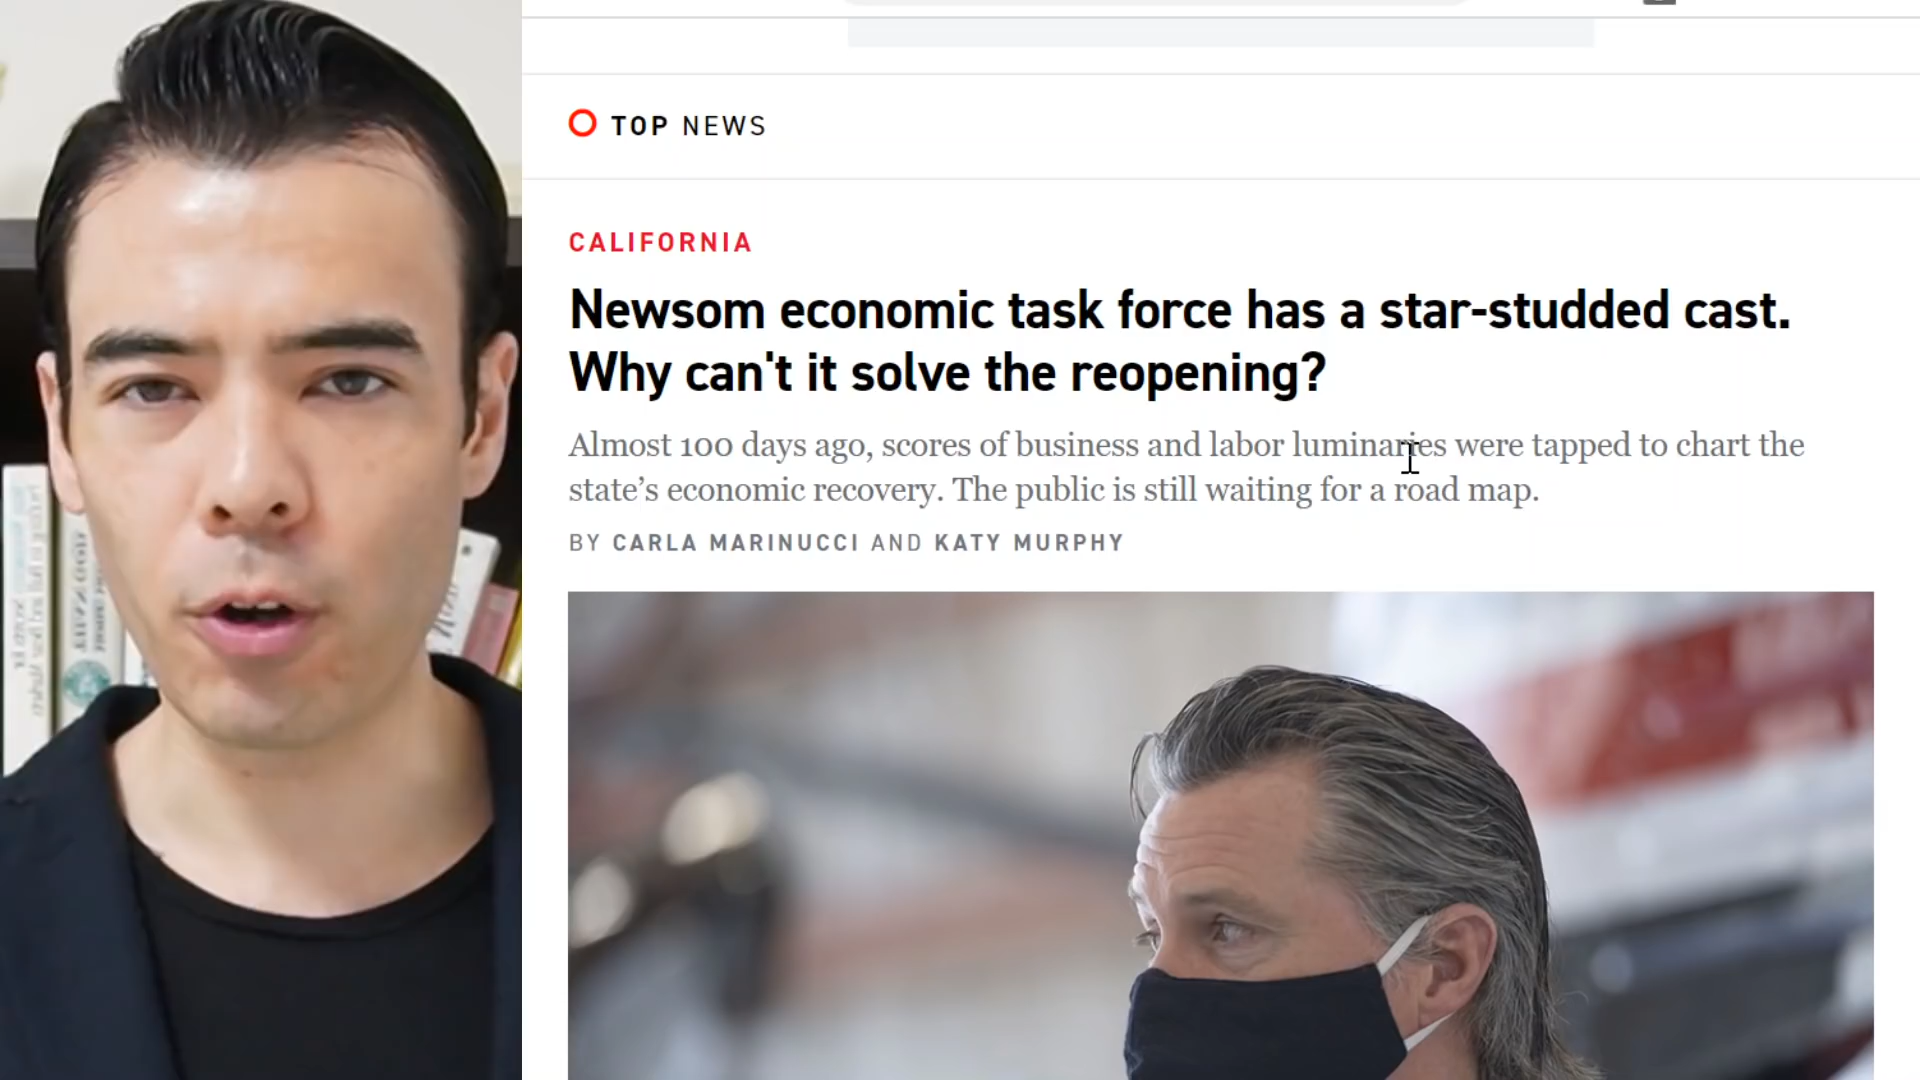 TOP NEWS
CALIFORNIA
Newsom economic task force has a star-studded cast.
Why can't it solve the reopening?
Almost 100 days ago, scores of business and labor luminaries were tapped to chart the
state’s economic recovery. The public is still waiting for a road map.
BY CARLA MARINUCCI AND KATY MURPHY